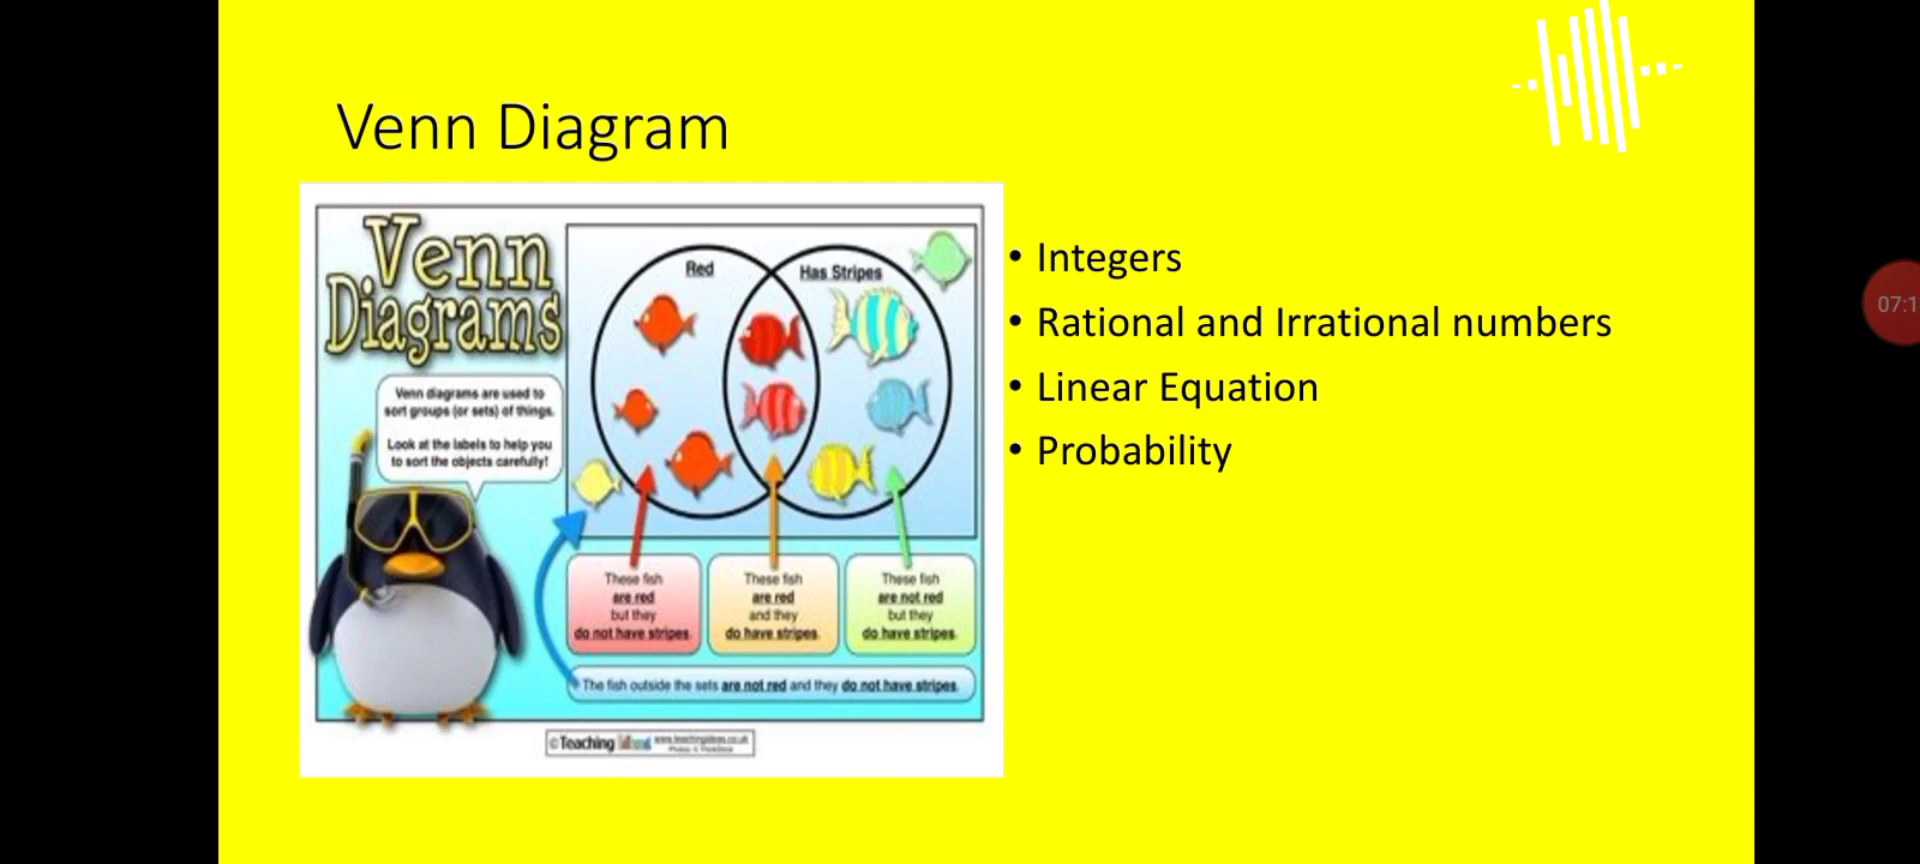 Venn Diagram
Venn
Diagrams
Venn diagrams are used to
sort groups (or sets) of things.
Look at the labels to help you
to sort the objects carefully!
Red
Has Stripes
These fish
are red
but they
do not have stripes.
These fish
are red
and they
do have stripes.
These fish
are not red
but they
do have stripes.
The fish outside the sets are not red and they do not have stripes.
© Teaching Ideas www.teachingideas.co.uk
• Integers
• Rational and Irrational numbers
• Linear Equation
• Probability
07:1